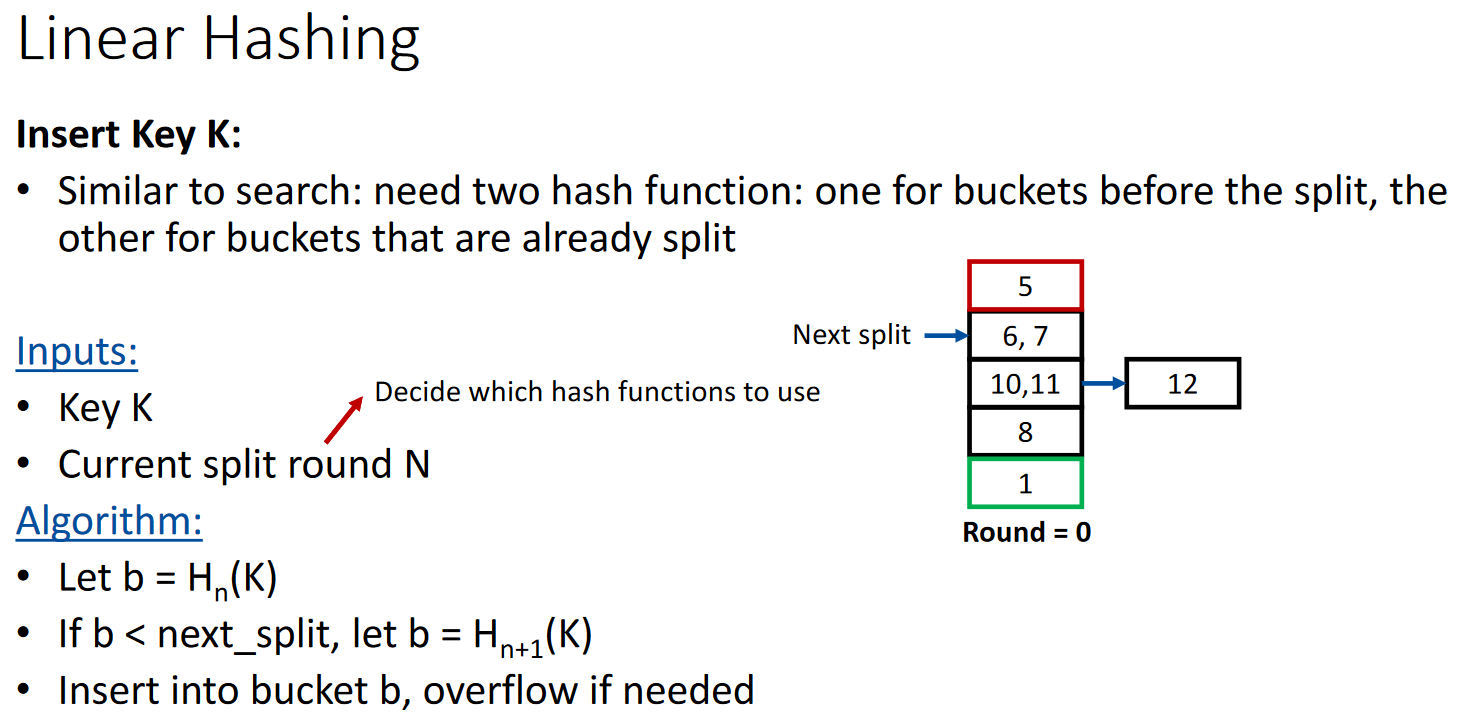 Linear Hashing
Insert Key K:
• Similar to search: need two hash function: one for buckets before the split, the
other for buckets that are already split
Inputs:
• Key K
Decide which hash functions to use
• Current split round N
Algorithm:
• Let b = Hn(K)
• If b < next_split, let b = Hn+1(K)
• Insert into bucket b, overflow if needed
5
Next split
6, 7
10,11
12
8
1
Round = 0